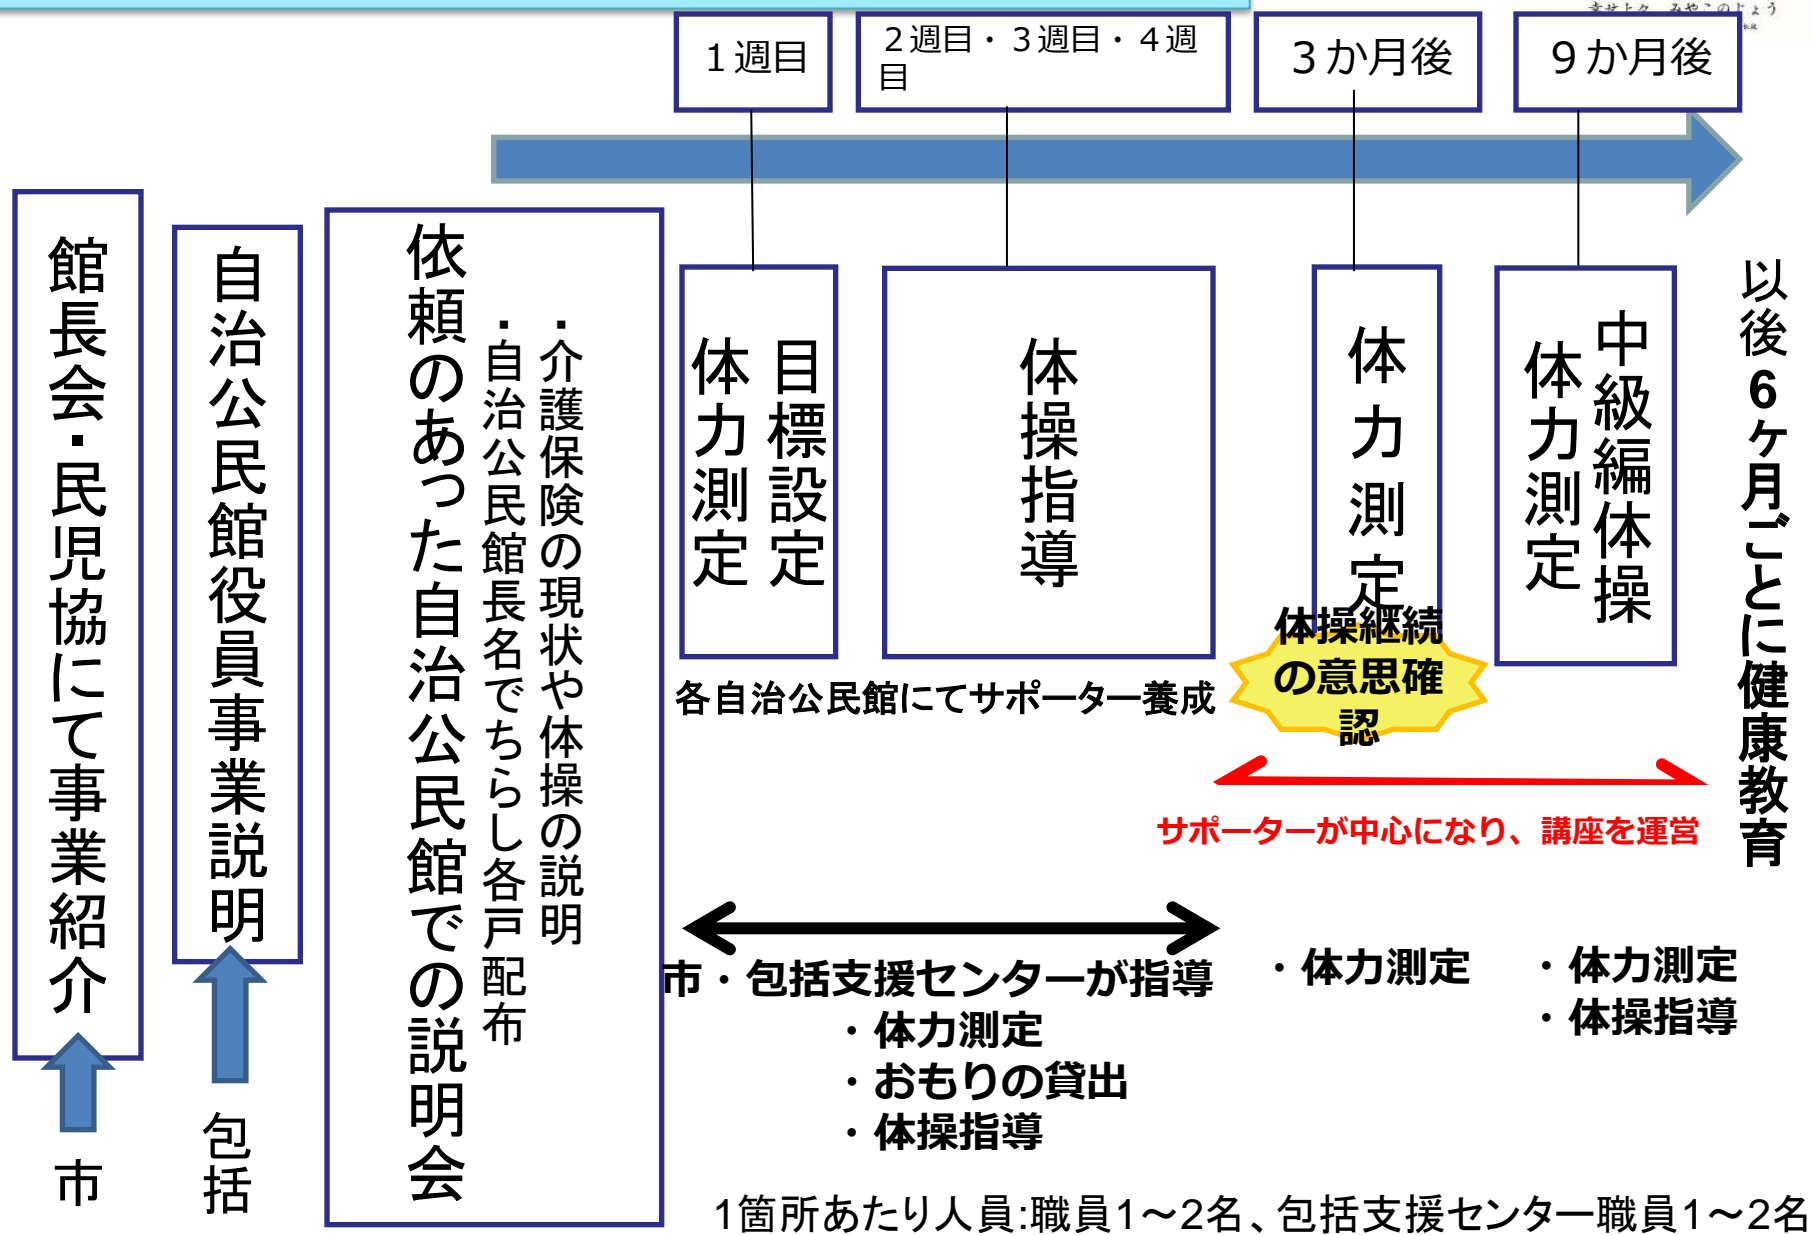 幸せ上々、みやこのじょう
1週目
2週目・3週目・4週
目
3か月後
9か月後
館長会・民児協にて事業紹介
市
自治公民館役員事業説明
包括
依頼のあった自治公民館での説明会
・介護保険の現状や体操の説明
・自治公民館長名でちらし各戸配布
目標設定
体力測定
体操指導
体力測定
中級編体操
体力測定
以後6ヶ月ごとに健康教育
体操継続
の意思確
認
各自治公民館にてサポーター養成
サポーターが中心になり、講座を運営
市・包括支援センターが指導
・体力測定
・おもりの貸出
・体操指導
・体力測定
・体力測定
・体操指導
1箇所あたり人員:職員1～2名、包括支援センター職員1～2名